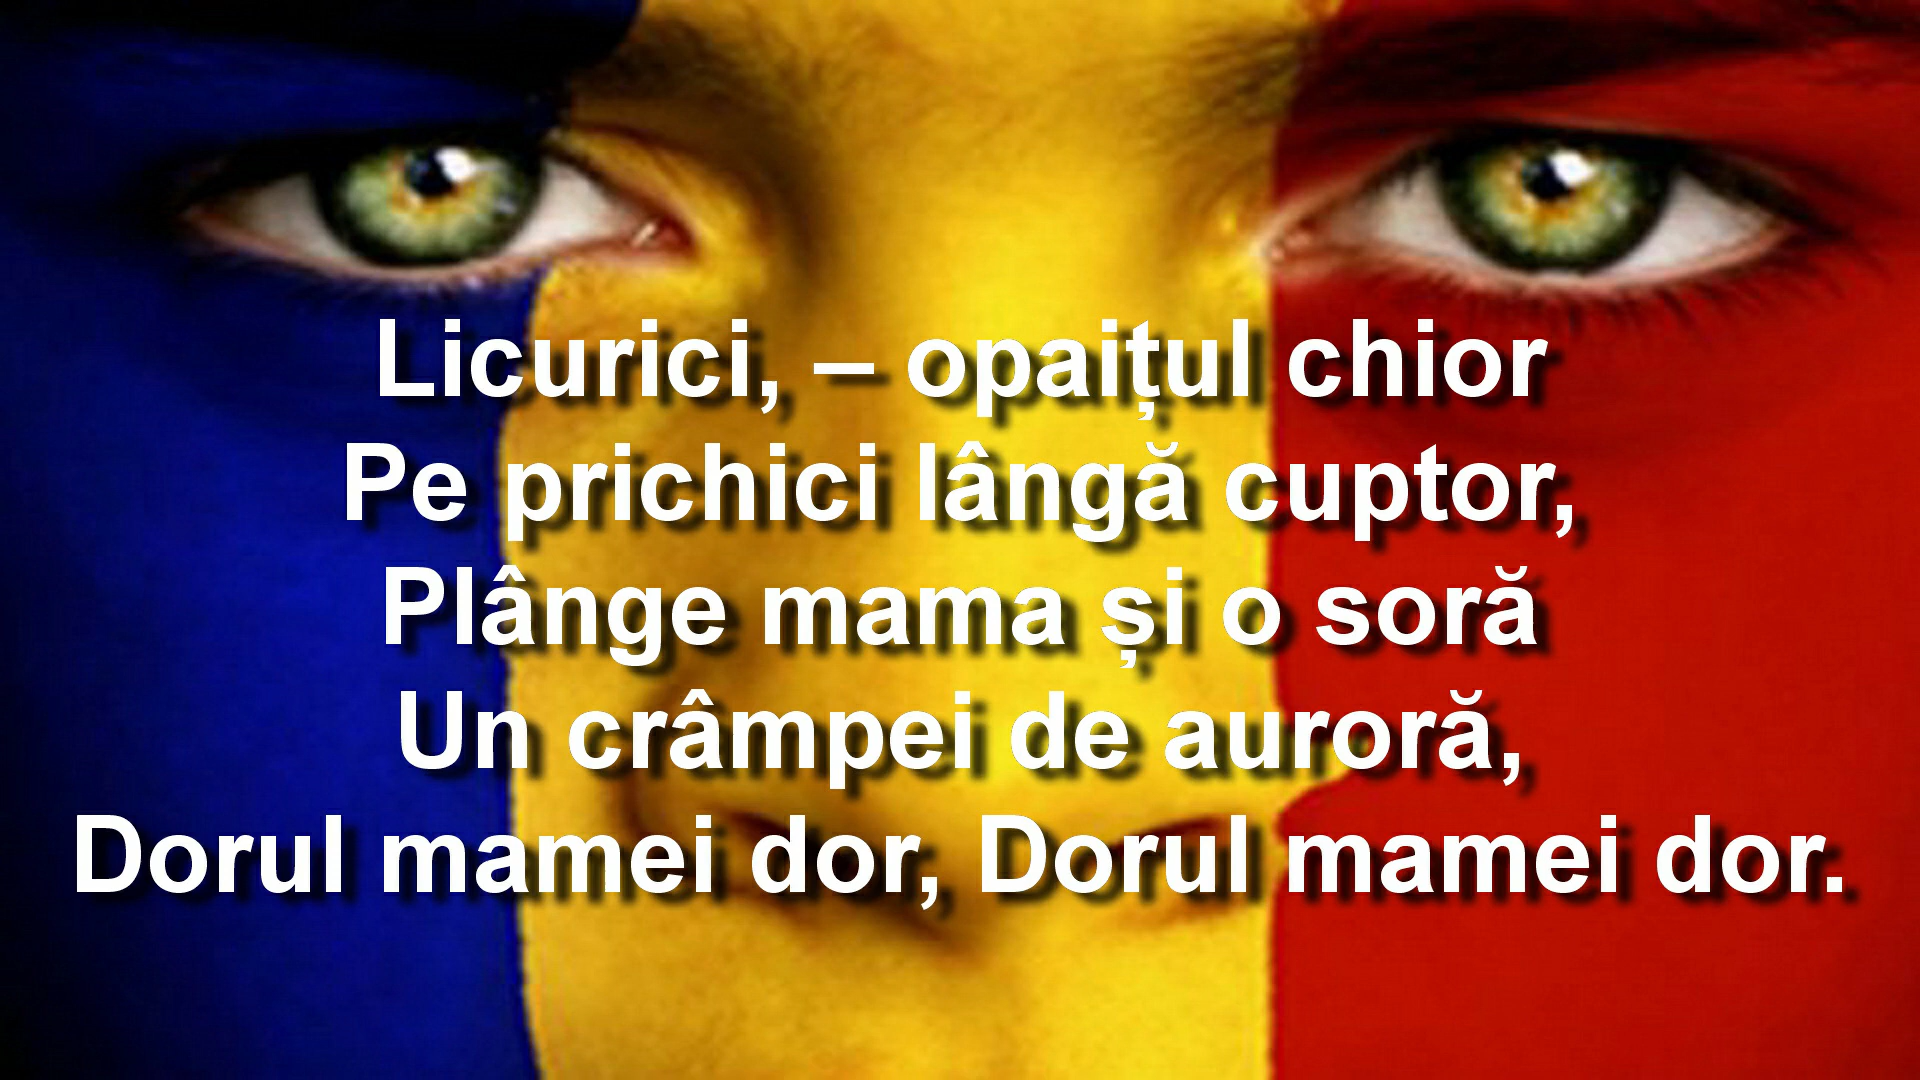 Licurici, – opaițul chior
Pe prichici lângă cuptor,
Plânge mama și o soră
Un crâmpei de auroră,
Dorul mamei dor, Dorul mamei dor.